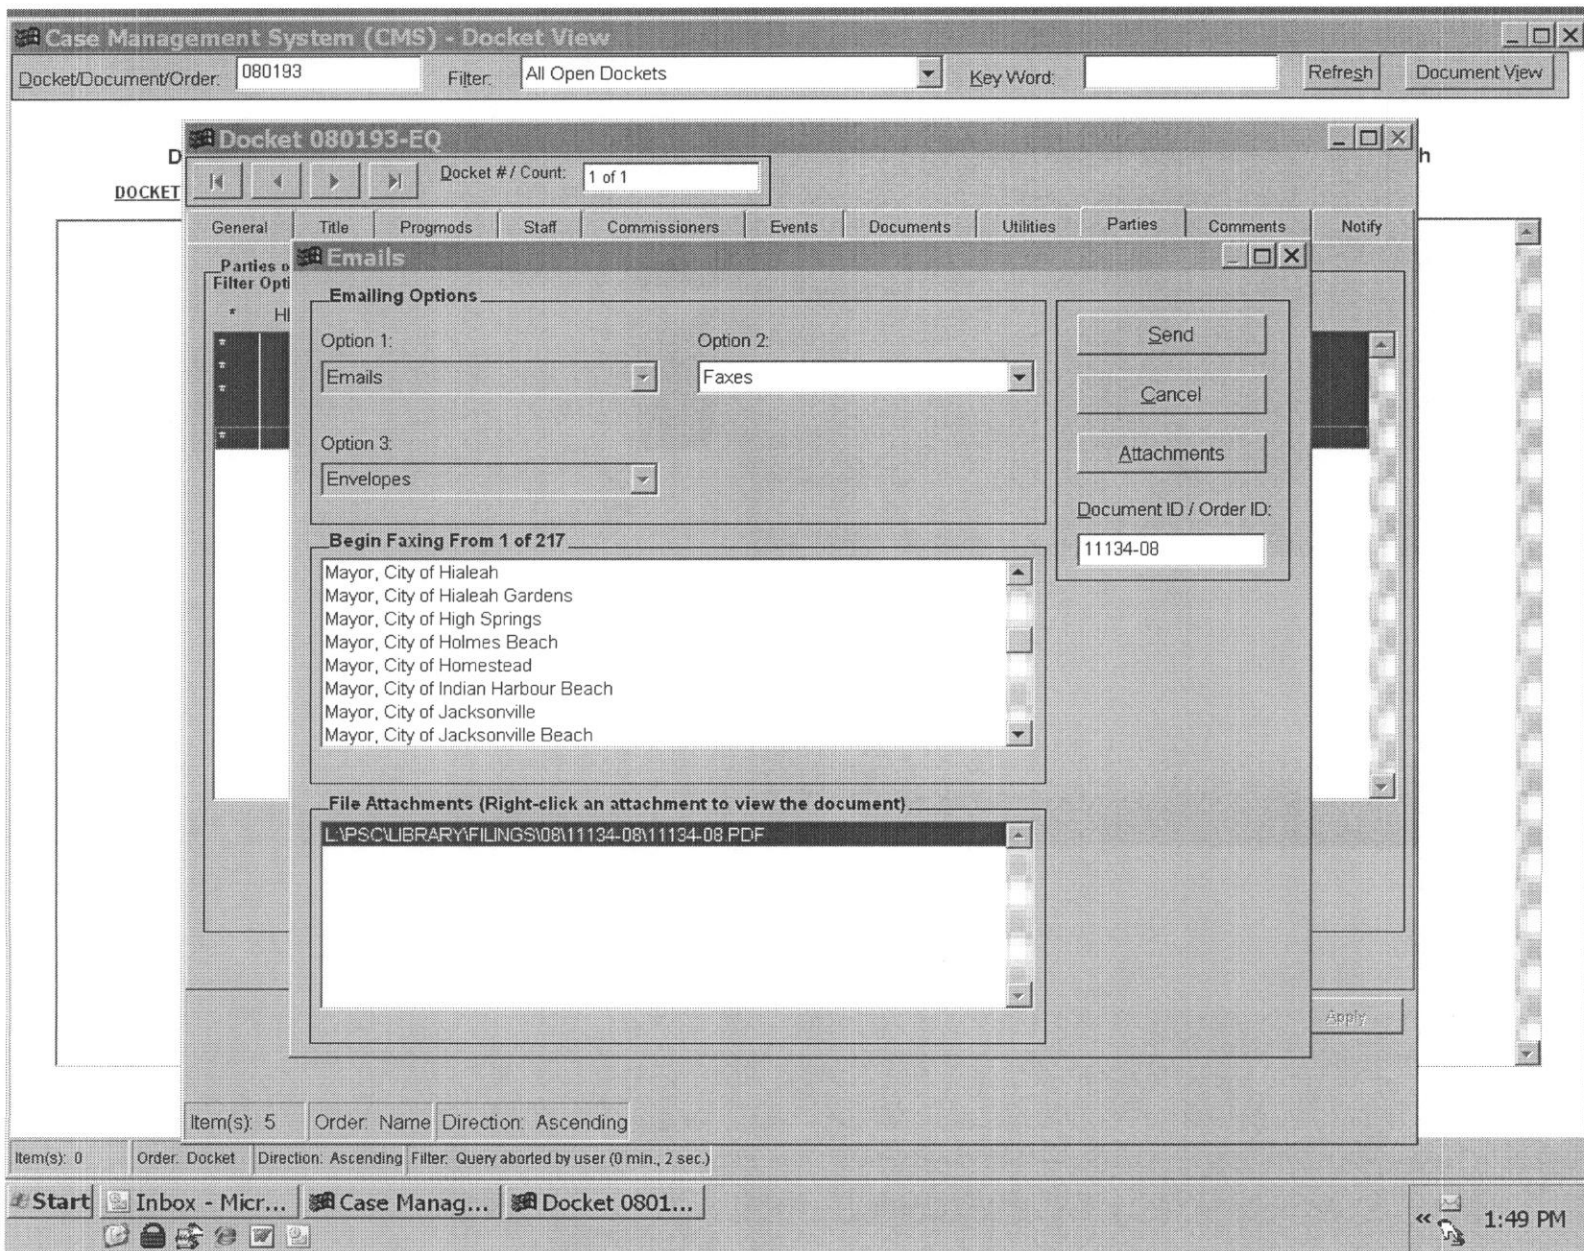 Case Management System (CMS) - Docket View
Docket/Document/Order: 080193 Filter: All Open Dockets Key Word: Refresh Document View
Docket 080193-EQ
D h
DOCKET
Docket # / Count: 1 of 1
General Title Progmods Staff Commissioners Events Documents Utilities Parties Comments Notify
Parties o
Filter Opti
* HI
*
*
*
*
Emails
Emailing Options
Option 1: Option 2:
Emails Faxes
Option 3:
Envelopes
Send
Cancel
Attachments
Document ID / Order ID:
11134-08
Begin Faxing From 1 of 217
Mayor, City of Hialeah
Mayor, City of Hialeah Gardens
Mayor, City of High Springs
Mayor, City of Holmes Beach
Mayor, City of Homestead
Mayor, City of Indian Harbour Beach
Mayor, City of Jacksonville
Mayor, City of Jacksonville Beach
File Attachments (Right-click an attachment to view the document)
L:\PSC\LIBRARY\FILINGS\08\11134-08\11134-08.PDF
Apply
Item(s): 5 Order: Name Direction: Ascending
Item(s): 0 Order: Docket Direction: Ascending Filter: Query aborted by user (0 min., 2 sec.)
Start Inbox - Micr... Case Manag... Docket 0801... « 1:49 PM